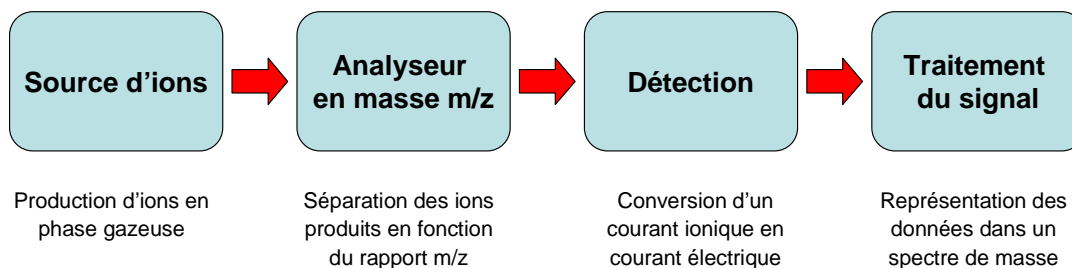 Source d'ions
Analyseur
en masse m/z
Détection
Traitement
du signal
Production d'ions en
phase gazeuse
Séparation des ions
produits en fonction
du rapport m/z
Conversion d'un
courant ionique en
courant électrique
Représentation des
données dans un
spectre de masse